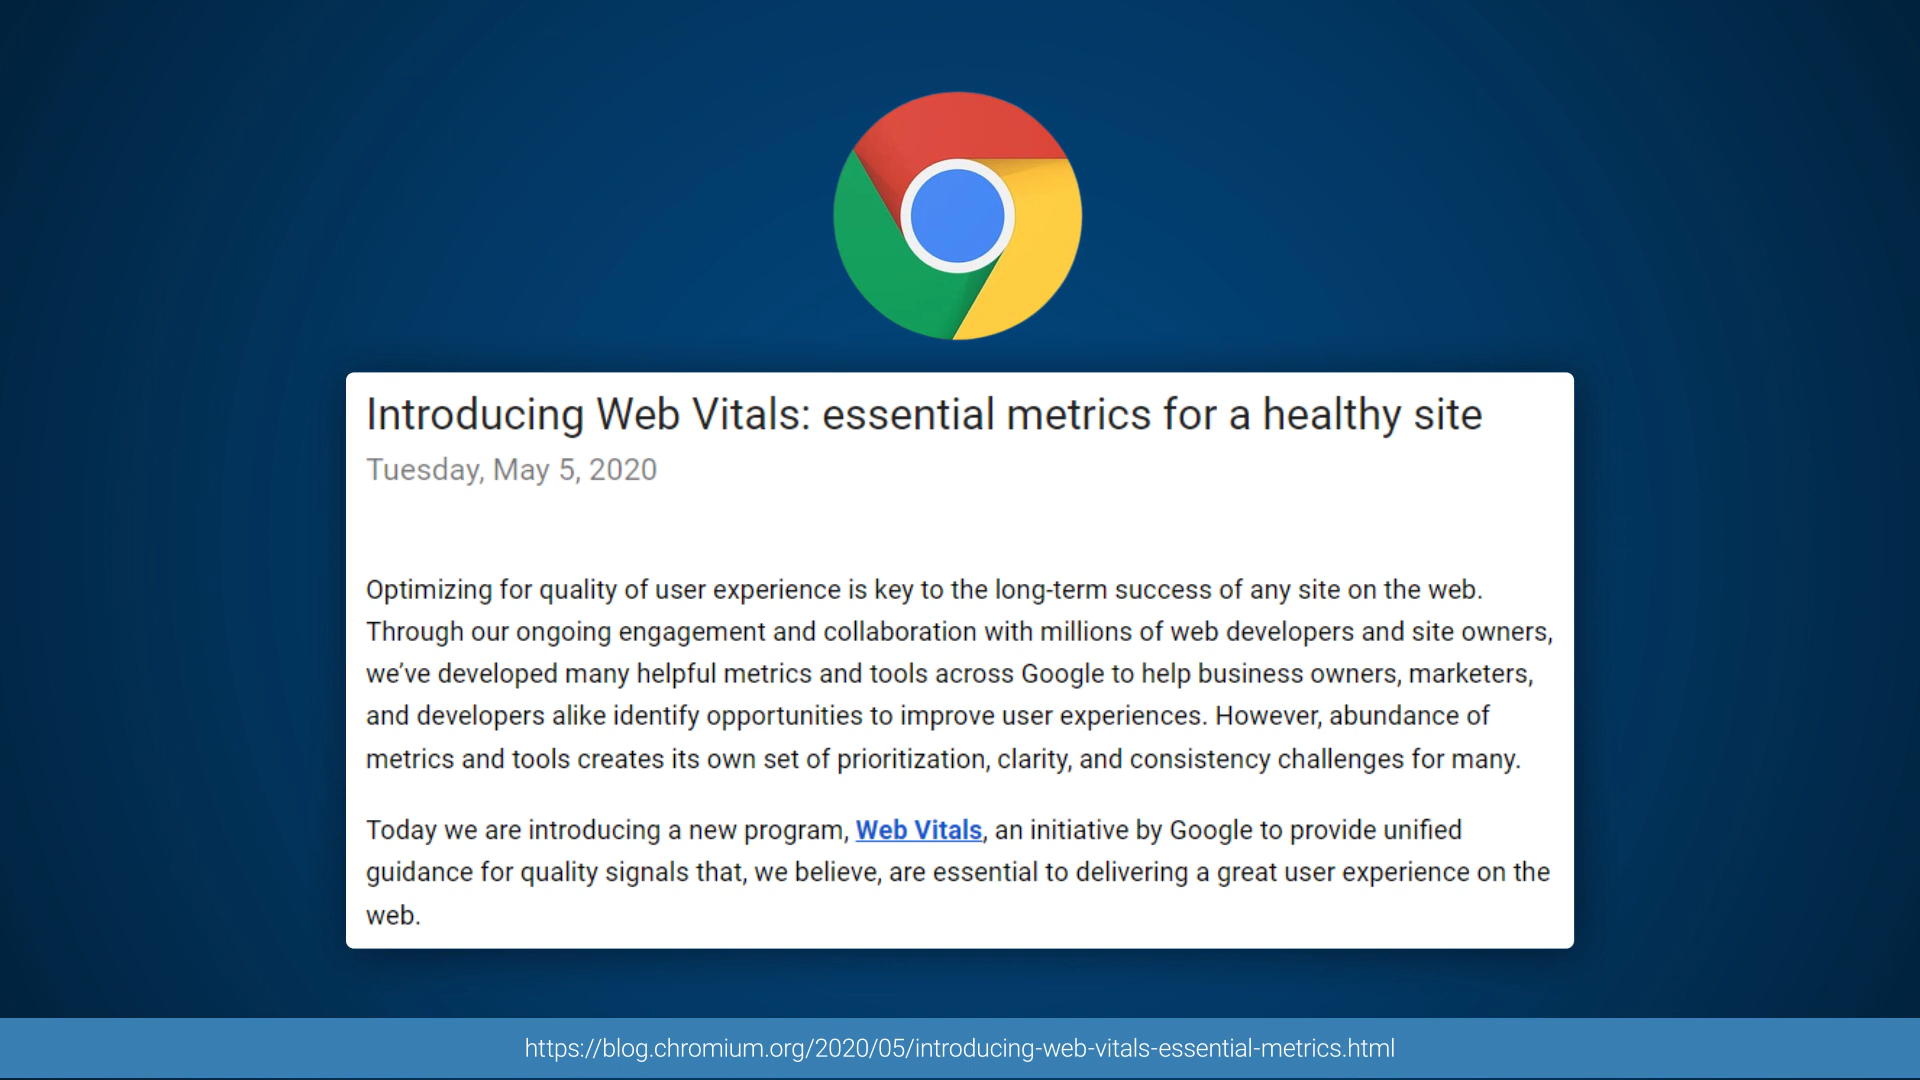 Introducing Web Vitals: essential metrics for a healthy site
Tuesday, May 5, 2020
Optimizing for quality of user experience is key to the long-term success of any site on the web.
Through our ongoing engagement and collaboration with millions of web developers and site owners,
we’ve developed many helpful metrics and tools across Google to help business owners, marketers,
and developers alike identify opportunities to improve user experiences. However, abundance of
metrics and tools creates its own set of prioritization, clarity, and consistency challenges for many.
Today we are introducing a new program, Web Vitals, an initiative by Google to provide unified
guidance for quality signals that, we believe, are essential to delivering a great user experience on the
web.
https://blog.chromium.org/2020/05/introducing-web-vitals-essential-metrics.html